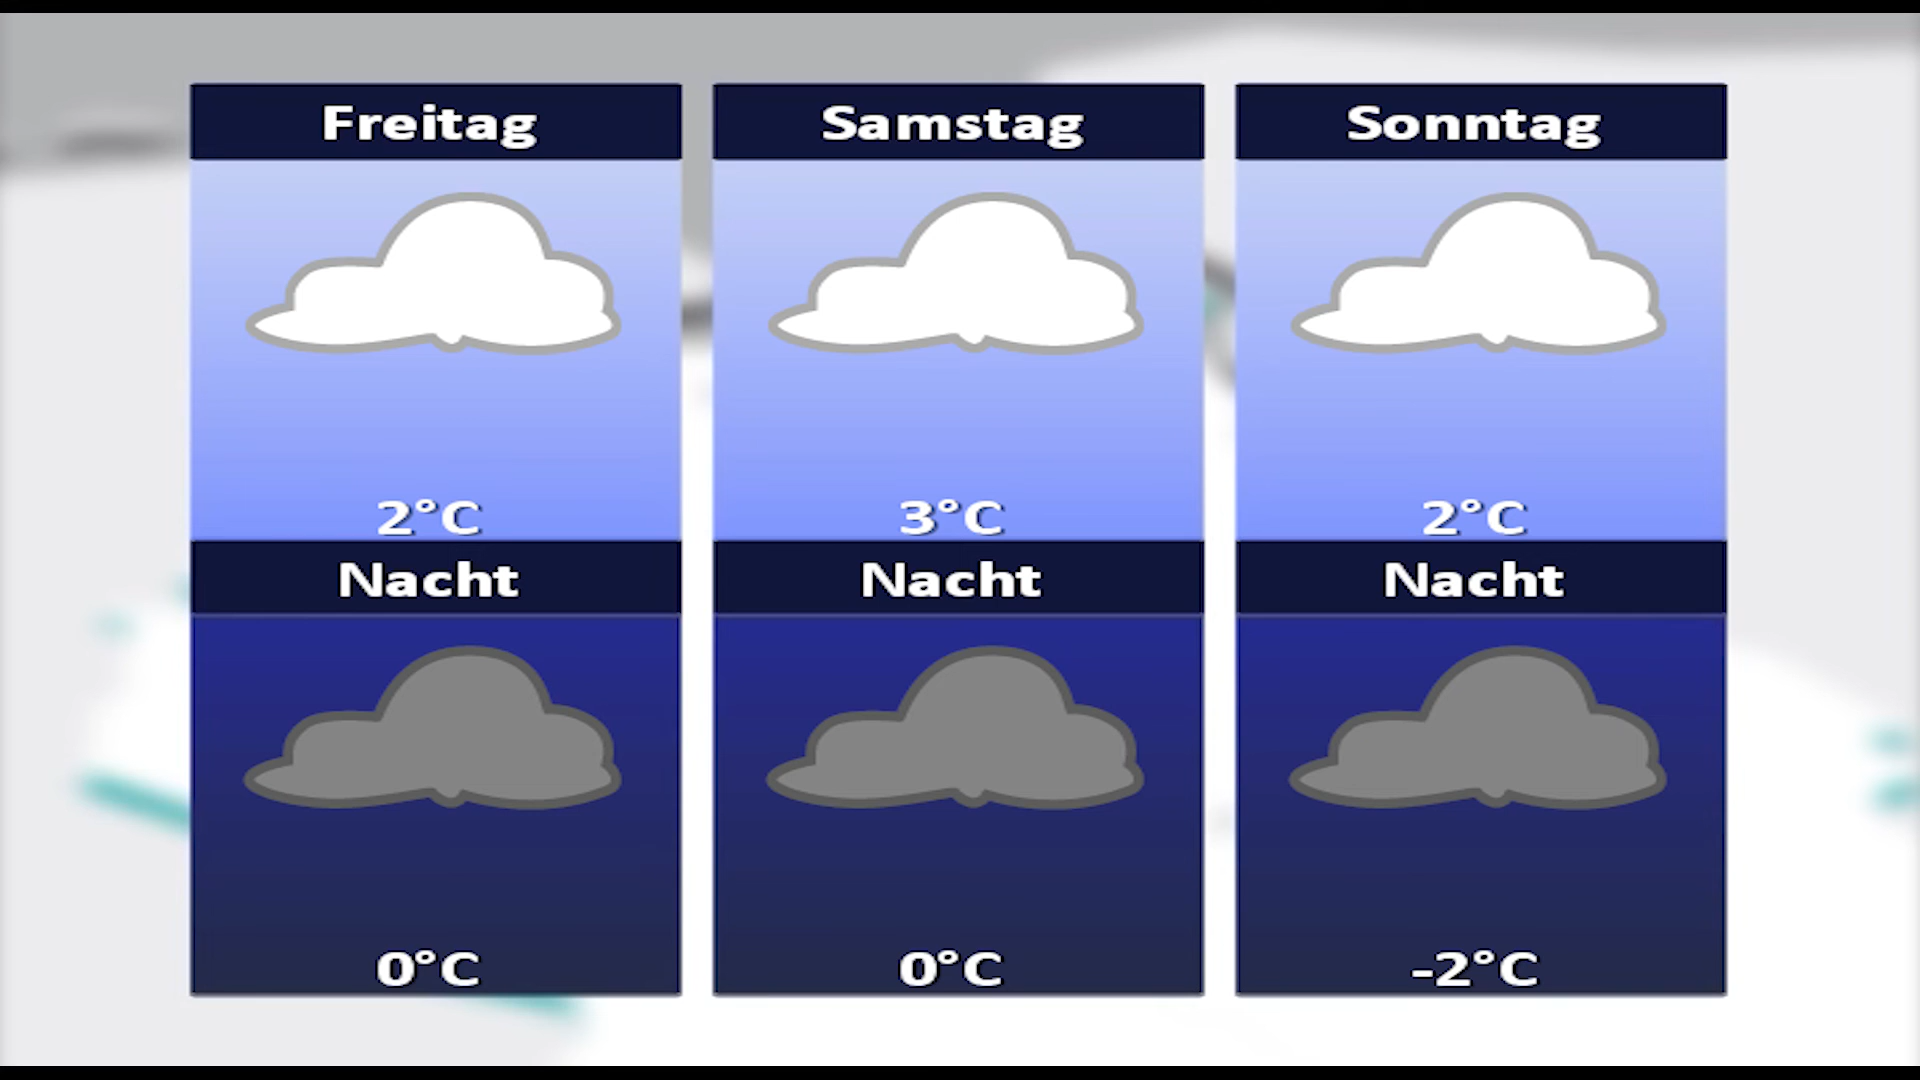 Freitag
2°C
Nacht
0°C
Samstag
3°C
Nacht
0°C
Sonntag
2°C
Nacht
-2°C